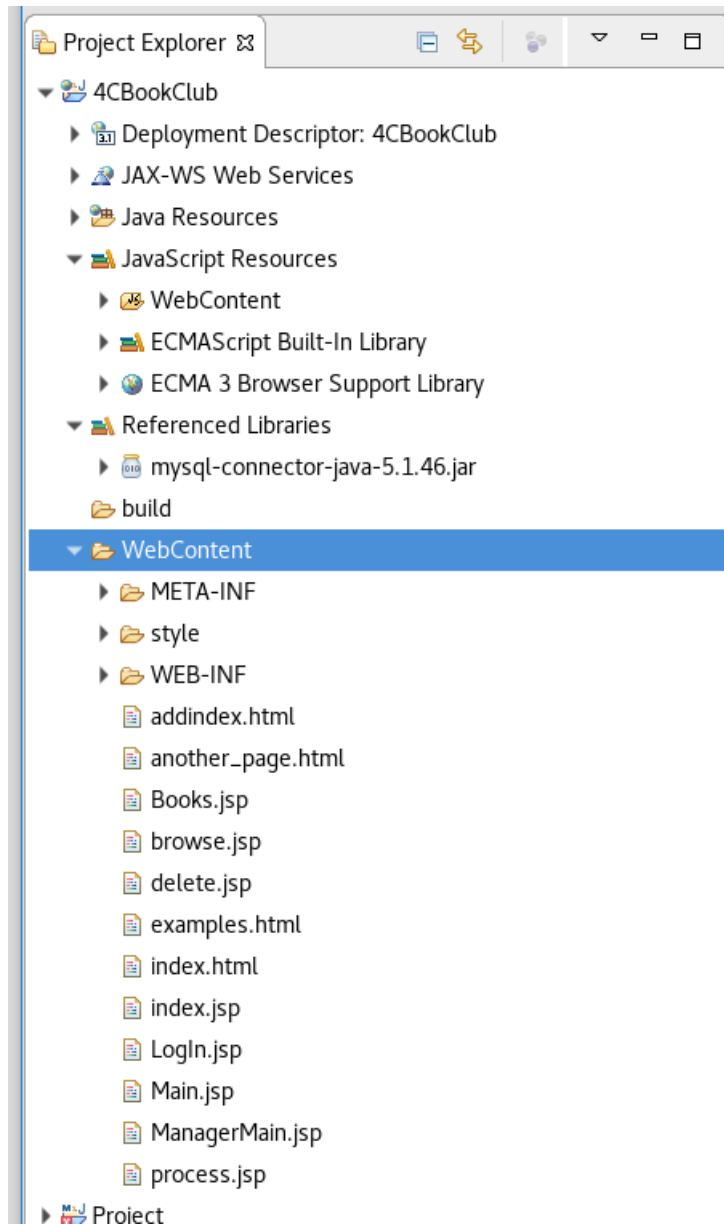 Project Explorer
4CBookClub
Deployment Descriptor: 4CBookClub
JAX-WS Web Services
Java Resources
JavaScript Resources
WebContent
ECMAScript Built-In Library
ECMA 3 Browser Support Library
Referenced Libraries
mysql-connector-java-5.1.46.jar
build
WebContent
META-INF
style
WEB-INF
addindex.html
another_page.html
Books.jsp
browse.jsp
delete.jsp
examples.html
index.html
index.jsp
LogIn.jsp
Main.jsp
ManagerMain.jsp
process.jsp
Project